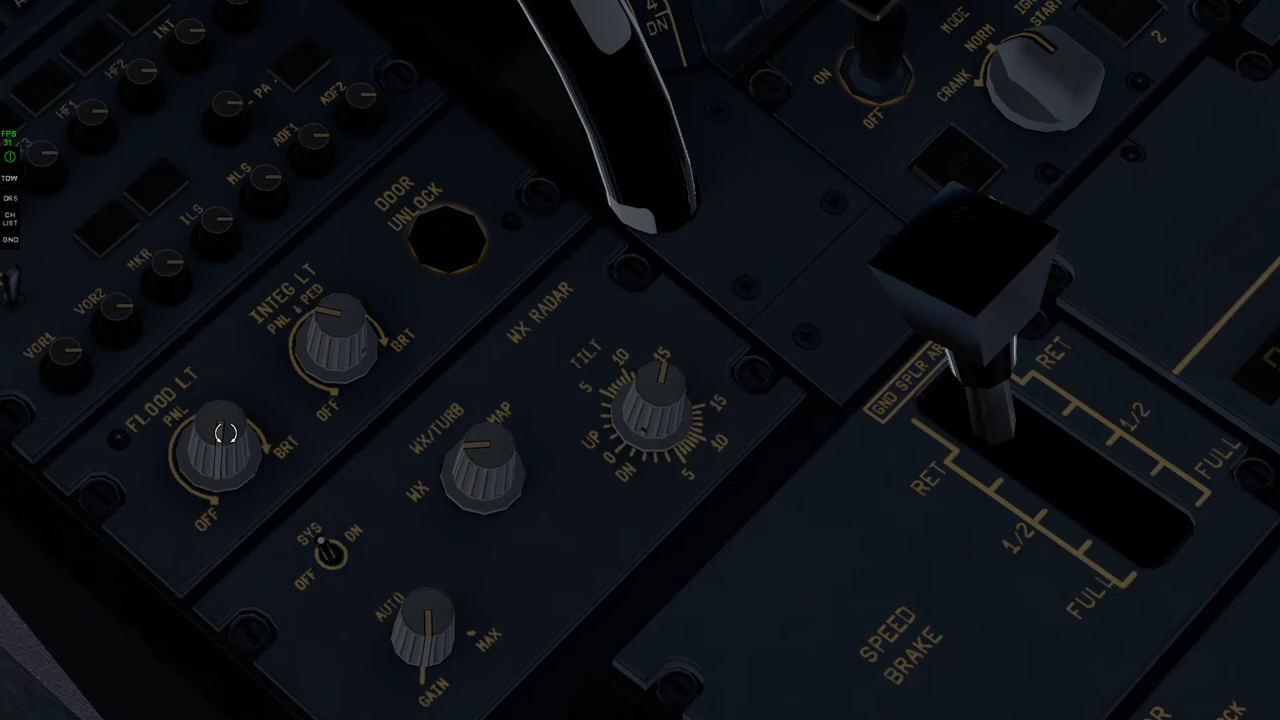 FPS
31
TOW
DRS
CH
LIST
GND
INT
HF2
HF1
PA
ADF2
ADF1
MLS
ILS
MKR
VOR2
VOR1
DOOR
UNLOCK
INTEG LT
PNL
PED
BRT
OFF
FLOOD LT
PNL
BRT
OFF
WX RADAR
TILT
5
10
15
15
10
5
UP
0
DN
WX/TURB
MAP
WX
SYS
ON
OFF
AUTO
MAX
GAIN
4
DN
ON
OFF
MODE
NORM
CRANK
START
2
GND SPLR AR
RET
1/2
FULL
RET
1/2
FULL
SPEED
BRAKE